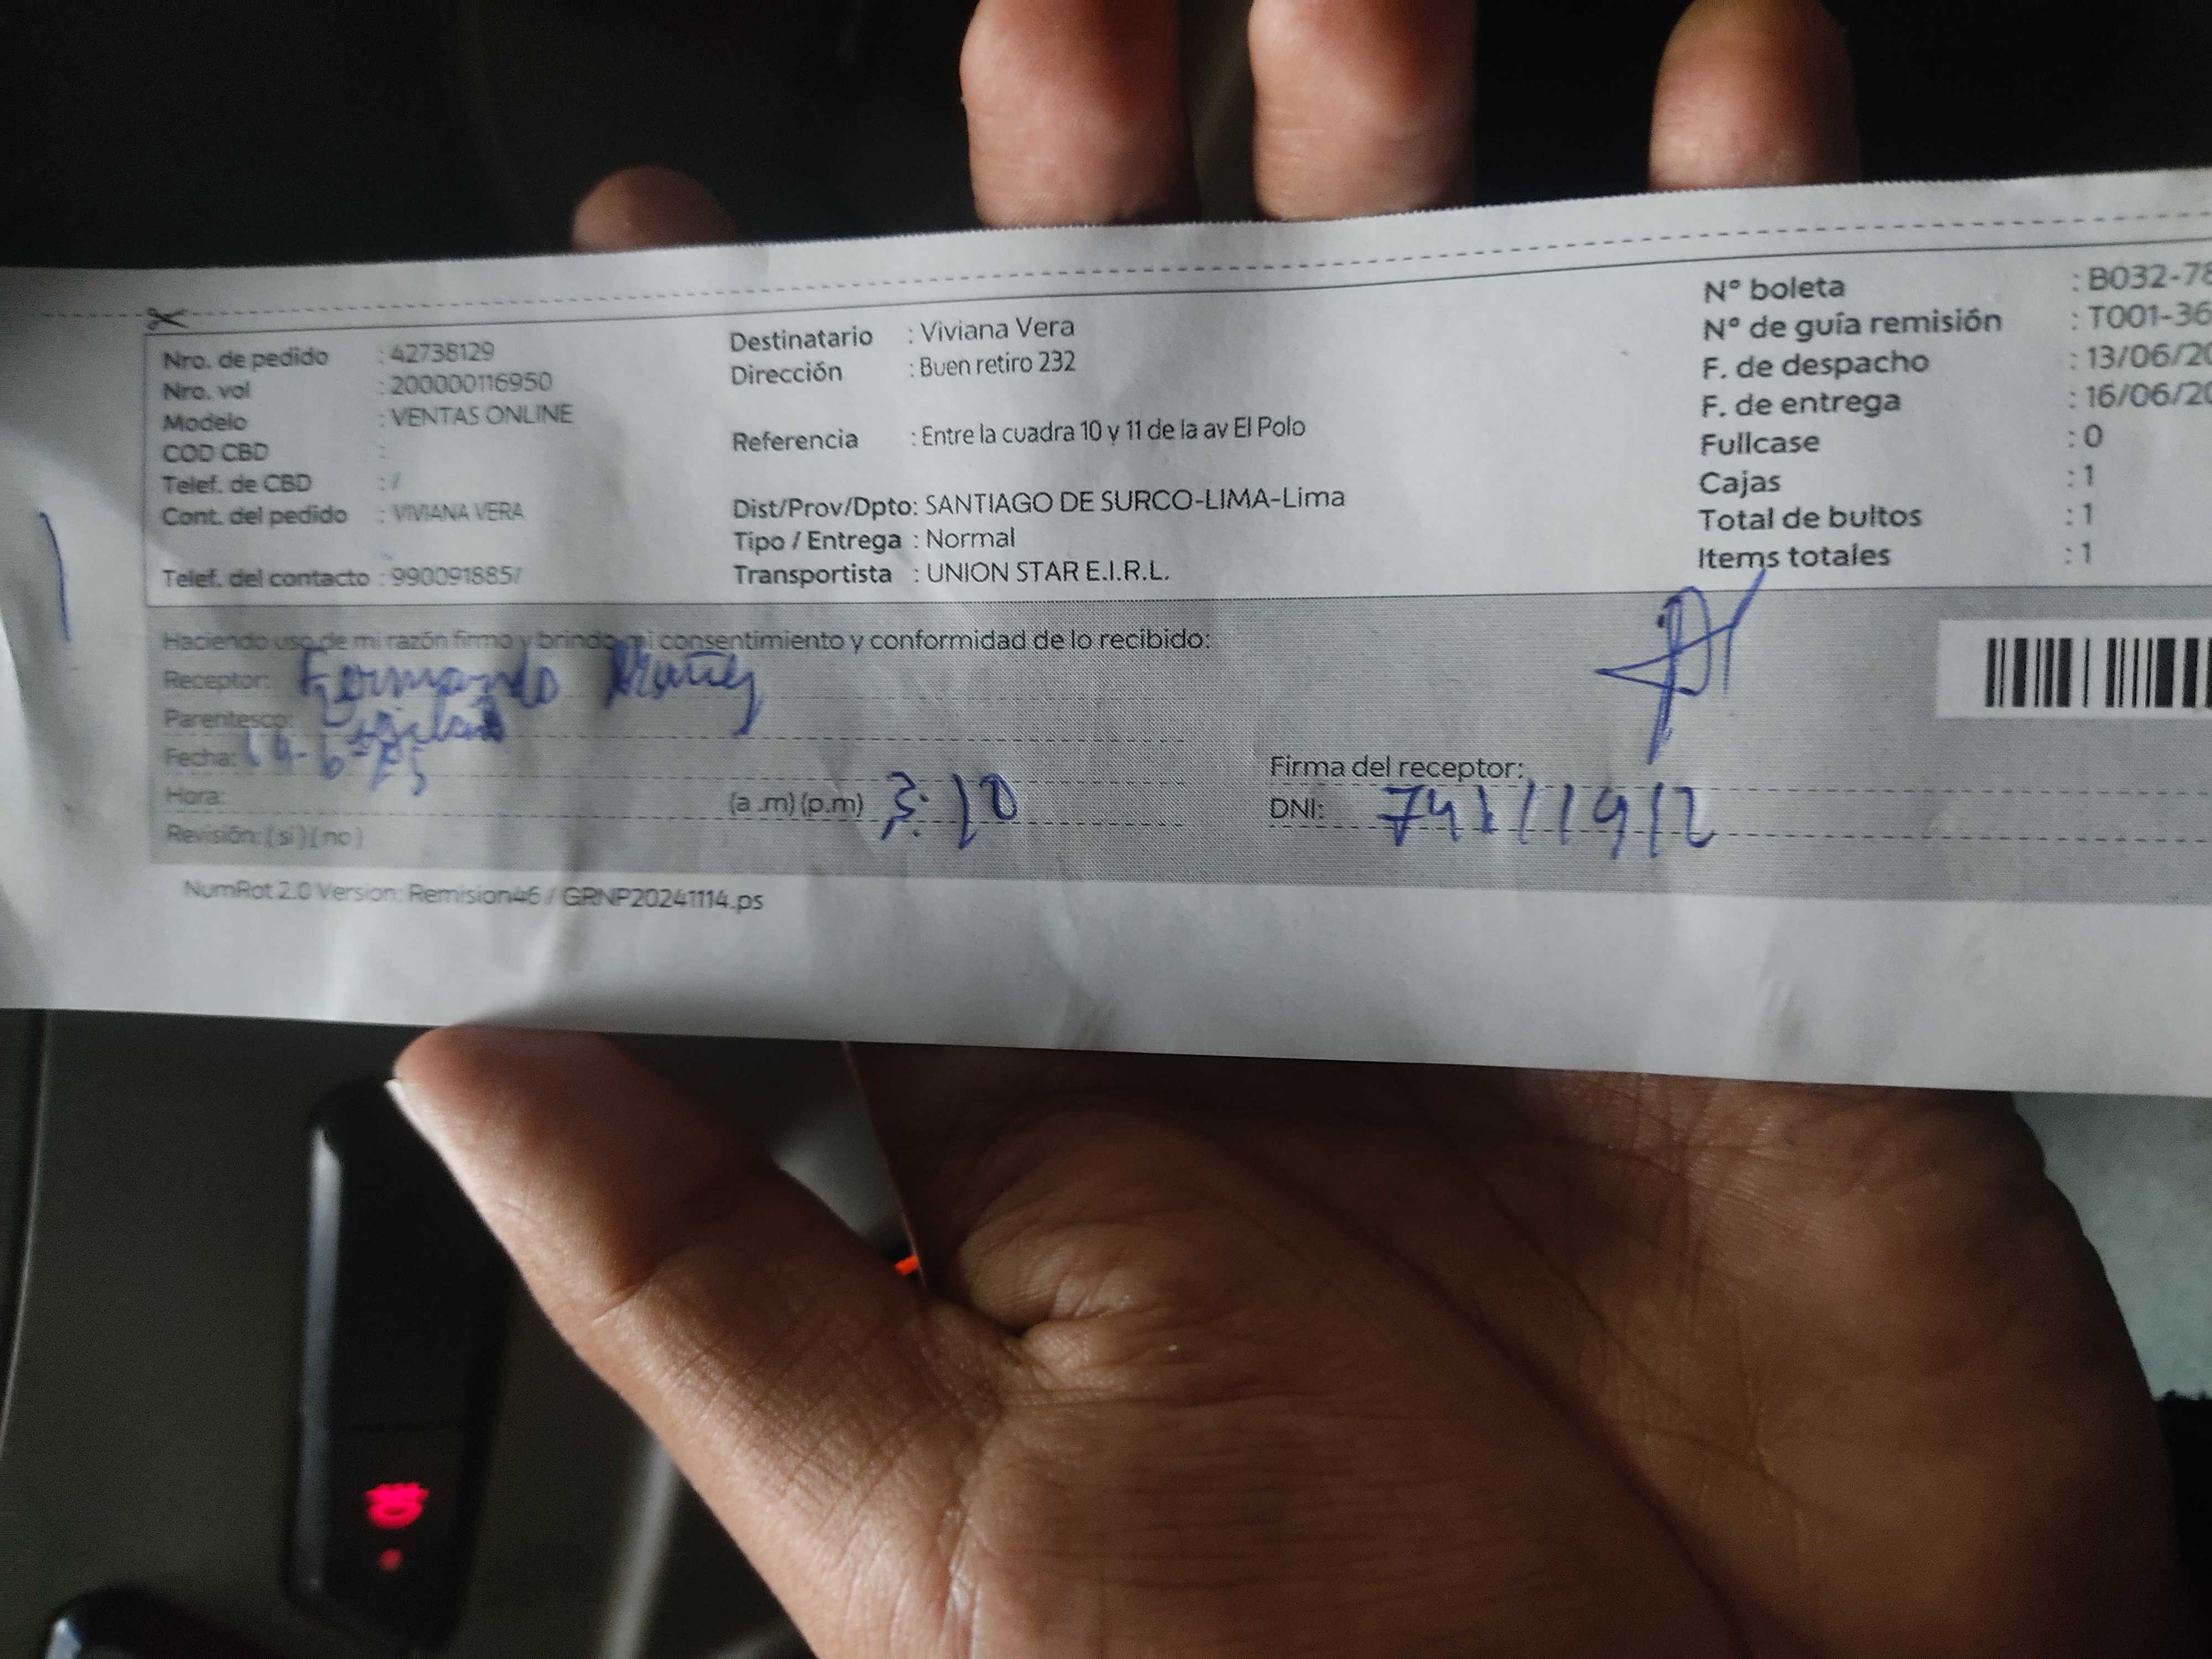 Nro. de pedido : 42738129
Nro. vol : 200000116950
Modelo : VENTAS ONLINE
COD CBD :
Telef. de CBD : /
Cont. del pedido : VIVIANA VERA
Telef. del contacto : 990091885/
Destinatario : Viviana Vera
Dirección : Buen retiro 232
Referencia : Entre la cuadra 10 y 11 de la av El Polo
Dist/Prov/Dpto: SANTIAGO DE SURCO-LIMA-Lima
Tipo / Entrega : Normal
Transportista : UNION STAR E.I.R.L.
N° boleta : B032-78
N° de guía remisión : T001-36
F. de despacho : 13/06/20
F. de entrega : 16/06/20
Fullcase : 0
Cajas : 1
Total de bultos : 1
Items totales : 1
Haciendo uso de mi razón firmo y brindo mi consentimiento y conformidad de lo recibido:
Receptor:
Parentesco:
Fecha:
Hora: (a .m) (p.m) 3:10
Revisión: ( si ) ( no )
Firma del receptor:
DNI:
NumRot 2.0 Version: Remision46 / GRNP20241114.ps